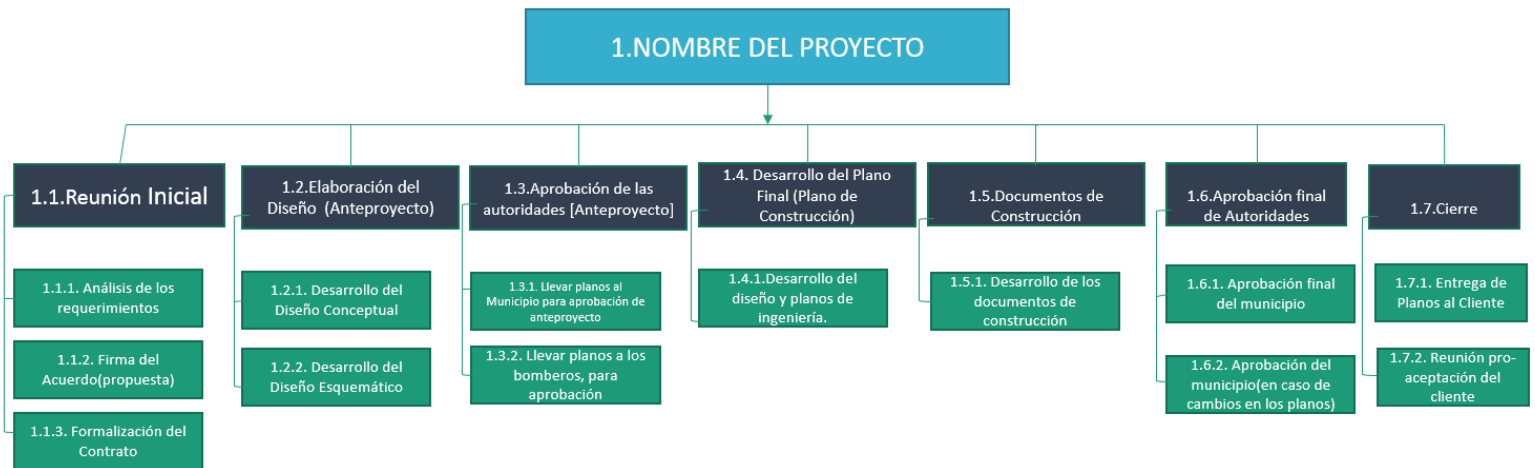 1.NOMBRE DEL PROYECTO
1.1.Reunión Inicial
1.1.1. Análisis de los
requerimientos
1.1.2. Firma del
Acuerdo(propuesta)
1.1.3. Formalización del
Contrato
1.2.Elaboración del
Diseño (Anteproyecto)
1.2.1. Desarrollo del
Diseño Conceptual
1.2.2. Desarrollo del
Diseño Esquemático
1.3.Aprobación de las
autoridades [Anteproyecto]
1.3.1. Llevar planos al
Municipio para aprobación de
anteproyecto
1.3.2. Llevar planos a los
bomberos, para
aprobación
1.4. Desarrollo del Plano
Final (Plano de
Construcción)
1.4.1.Desarrollo del
diseño y planos de
ingeniería.
1.5.Documentos de
Construcción
1.5.1. Desarrollo de los
documentos de
construcción
1.6.Aprobación final
de Autoridades
1.6.1. Aprobación final
del municipio
1.6.2. Aprobación del
municipio(en caso de
cambios en los planos)
1.7.Cierre
1.7.1. Entrega de
Planos al Cliente
1.7.2. Reunión pro-
aceptación del
cliente